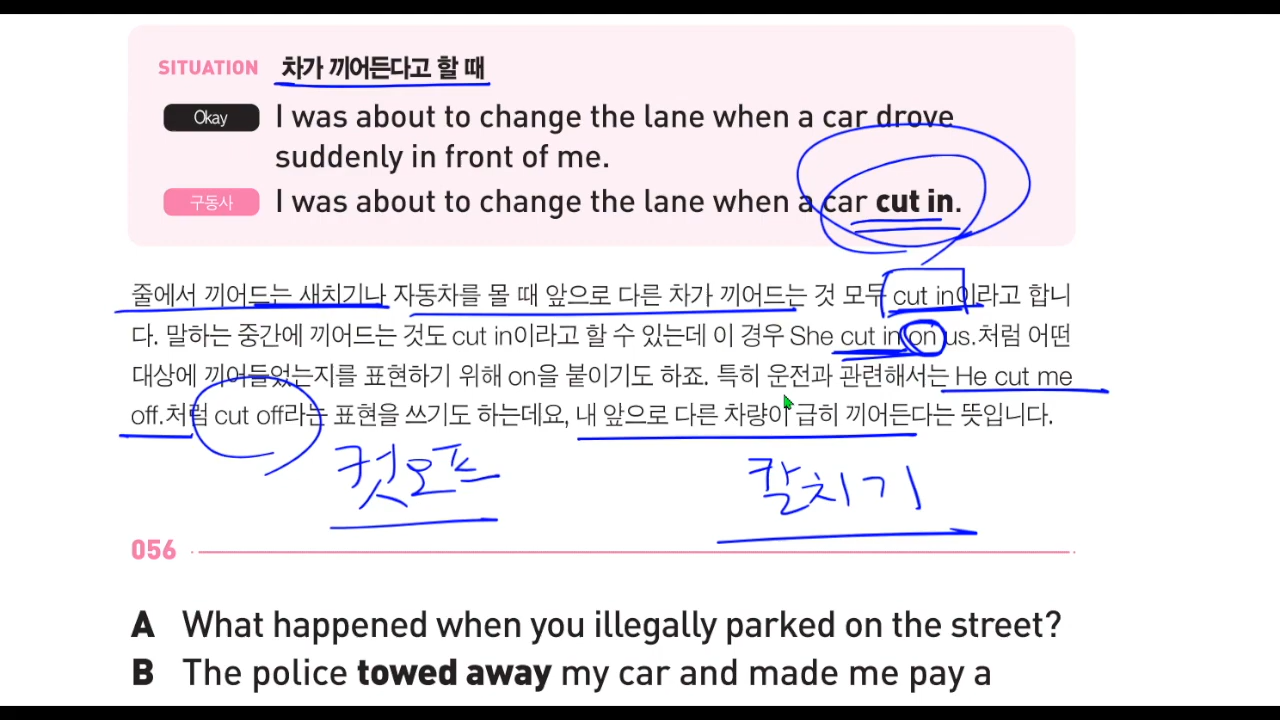 SITUATION 차가 끼어든다고 할 때
Okay I was about to change the lane when a car drove
suddenly in front of me.
구동사 I was about to change the lane when a car cut in.
줄에서 끼어드는 새치기나 자동차를 몰 때 앞으로 다른 차가 끼어드는 것 모두 cut in이라고 합니
다. 말하는 중간에 끼어드는 것도 cut in이라고 할 수 있는데 이 경우 She cut in on us.처럼 어떤
대상에 끼어들었는지를 표현하기 위해 on을 붙이기도 하죠. 특히 운전과 관련해서는 He cut me
off.처럼 cut off라는 표현을 쓰기도 하는데요, 내 앞으로 다른 차량이 급히 끼어든다는 뜻입니다.
컷오프 칼치기
056
A What happened when you illegally parked on the street?
B The police towed away my car and made me pay a